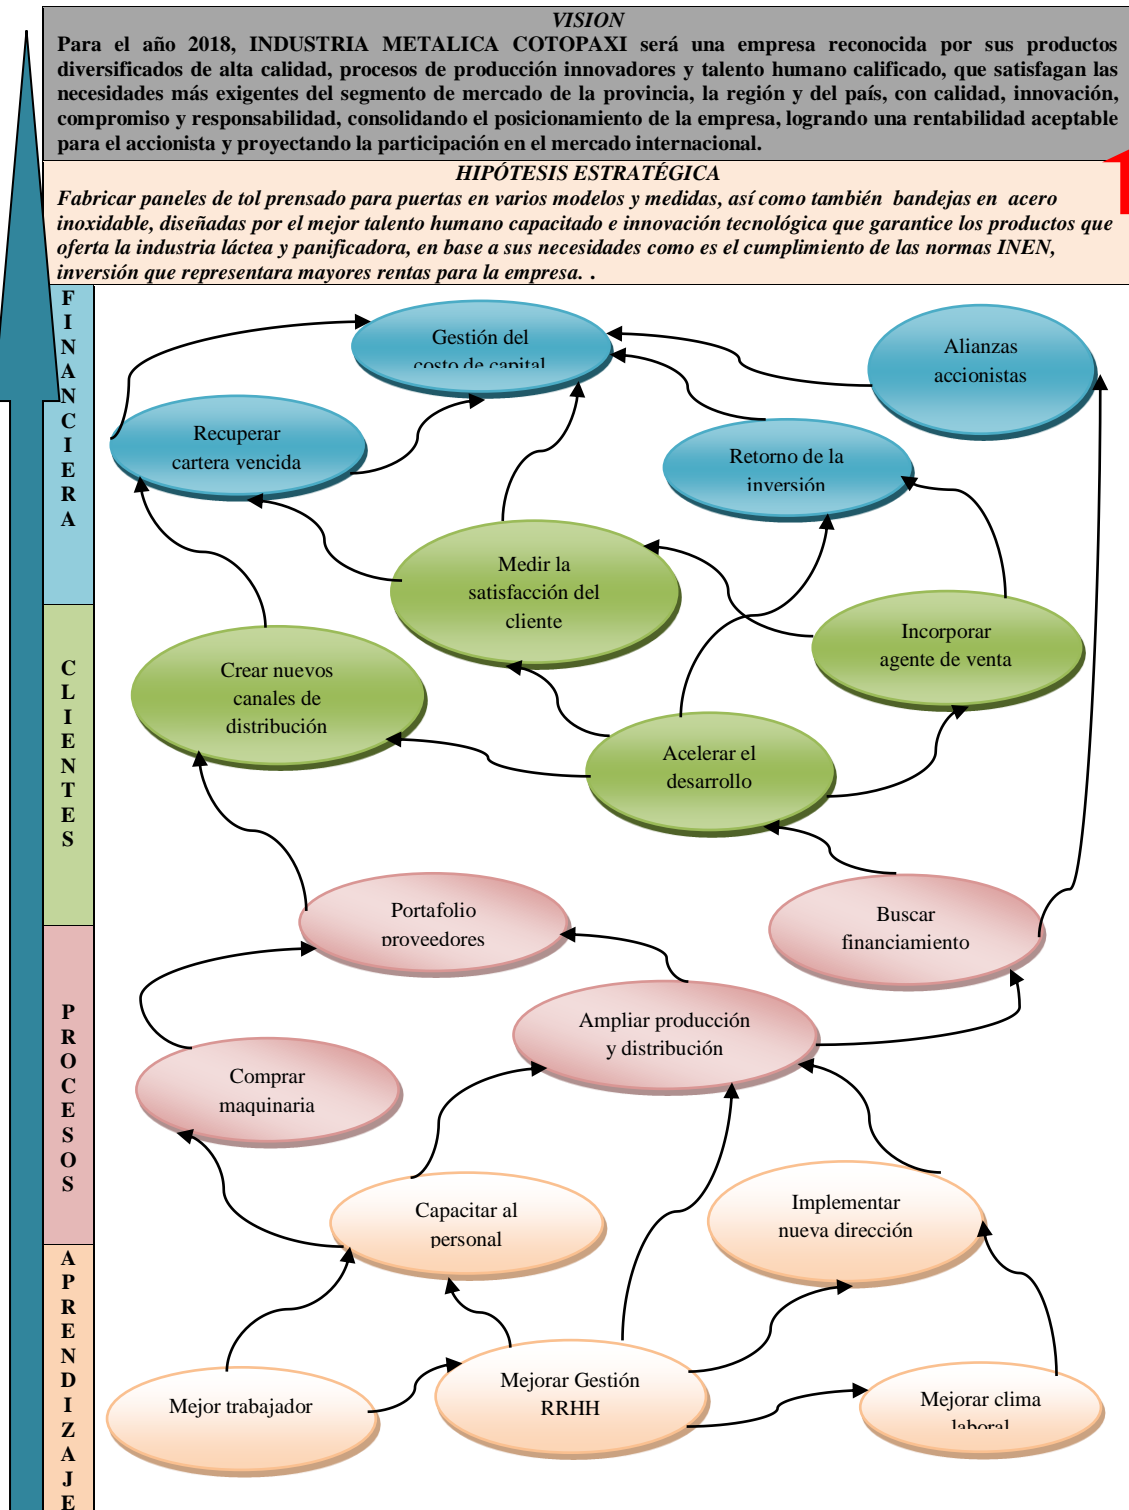 VISION
Para el año 2018, INDUSTRIA METALICA COTOPAXI será una empresa reconocida por sus productos
diversificados de alta calidad, procesos de producción innovadores y talento humano calificado, que satisfagan las
necesidades más exigentes del segmento de mercado de la provincia, la región y del país, con calidad, innovación,
compromiso y responsabilidad, consolidando el posicionamiento de la empresa, logrando una rentabilidad aceptable
para el accionista y proyectando la participación en el mercado internacional.
HIPÓTESIS ESTRATÉGICA
Fabricar paneles de tol prensado para puertas en varios modelos y medidas, así como también bandejas en acero
inoxidable, diseñadas por el mejor talento humano capacitado e innovación tecnológica que garantice los productos que
oferta la industria láctea y panificadora, en base a sus necesidades como es el cumplimiento de las normas INEN,
inversión que representara mayores rentas para la empresa. .
FINANCIERA
Gestión del
costo de capital
Alianzas
accionistas
Recuperar
cartera vencida
Retorno de la
inversión
CLIENTES
Medir la
satisfacción del
cliente
Incorporar
agente de venta
Crear nuevos
canales de
distribución
Acelerar el
desarrollo
PROCESOS
Portafolio
proveedores
Buscar
financiamiento
Ampliar producción
y distribución
Comprar
maquinaria
APRENDIZAJE
Capacitar al
personal
Implementar
nueva dirección
Mejor trabajador
Mejorar Gestión
RRHH
Mejorar clima
laboral